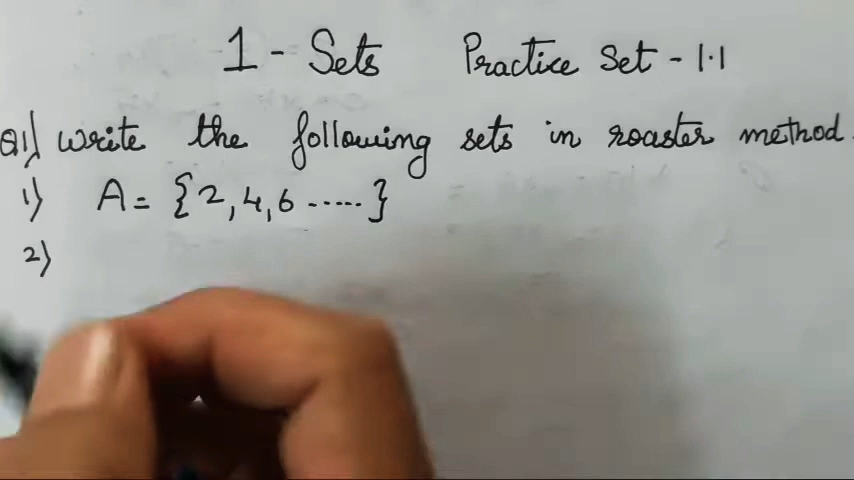 1 - Sets Practice Set - 1.1
Q1) Write the following sets in roaster method.
1) A = {2, 4, 6 .....}
2)